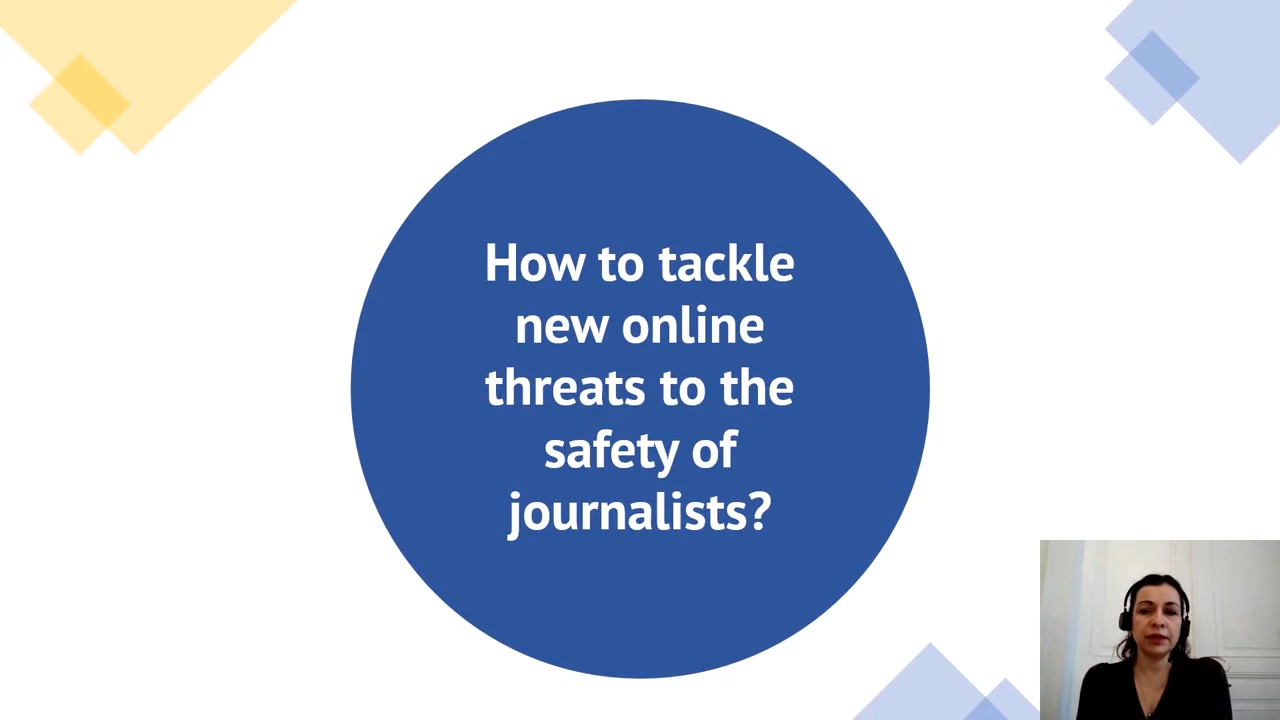 How to tackle
new online
threats to the
safety of
journalists?